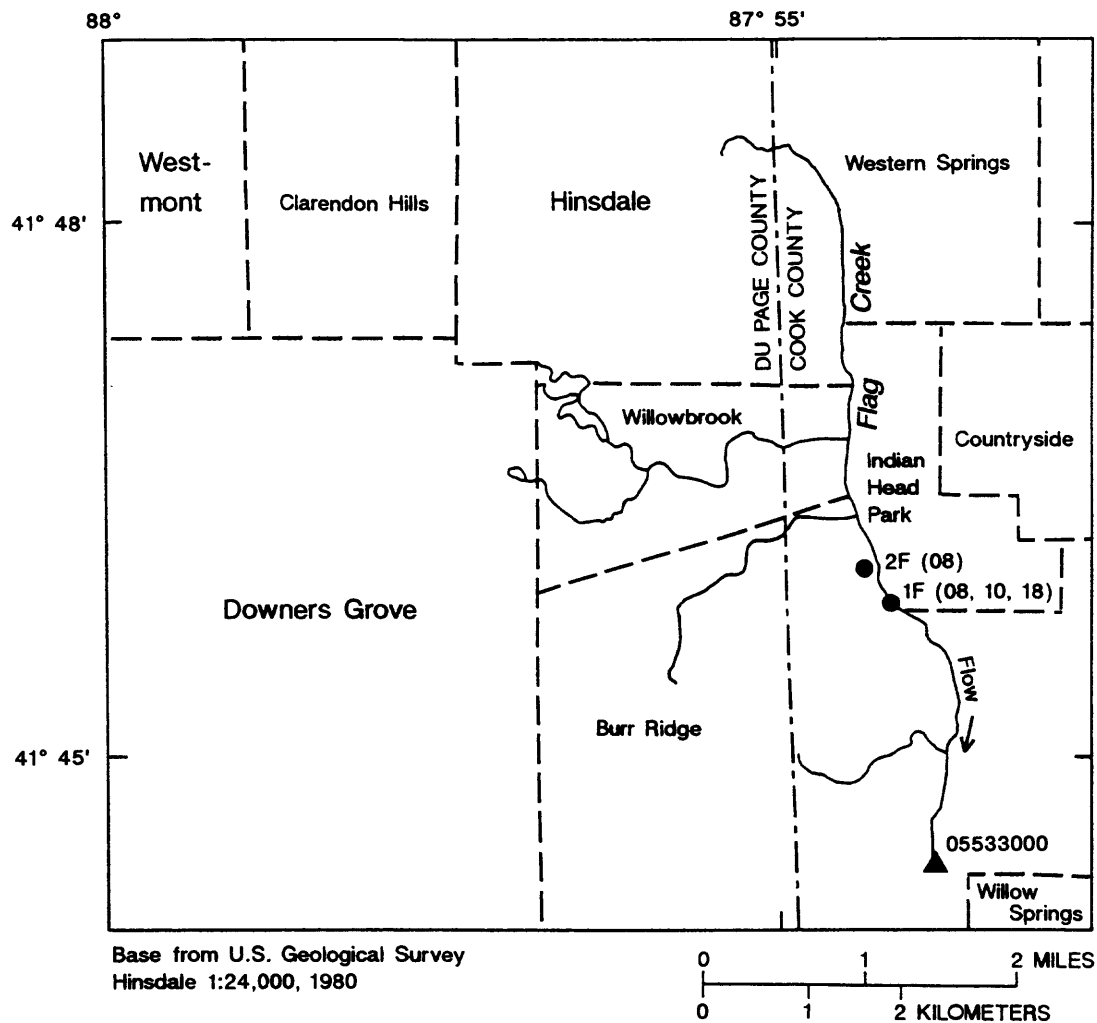 88°
87° 55'
West-
mont
Clarendon Hills
Hinsdale
Western Springs
41° 48'
DU PAGE COUNTY
COOK COUNTY
Flag Creek
Willowbrook
Countryside
Indian
Head
Park
2F (08)
1F (08, 10, 18)
Downers Grove
Flow
Burr Ridge
41° 45'
05533000
Willow
Springs
Base from U.S. Geological Survey
Hinsdale 1:24,000, 1980
0 1 2 MILES
0 1 2 KILOMETERS